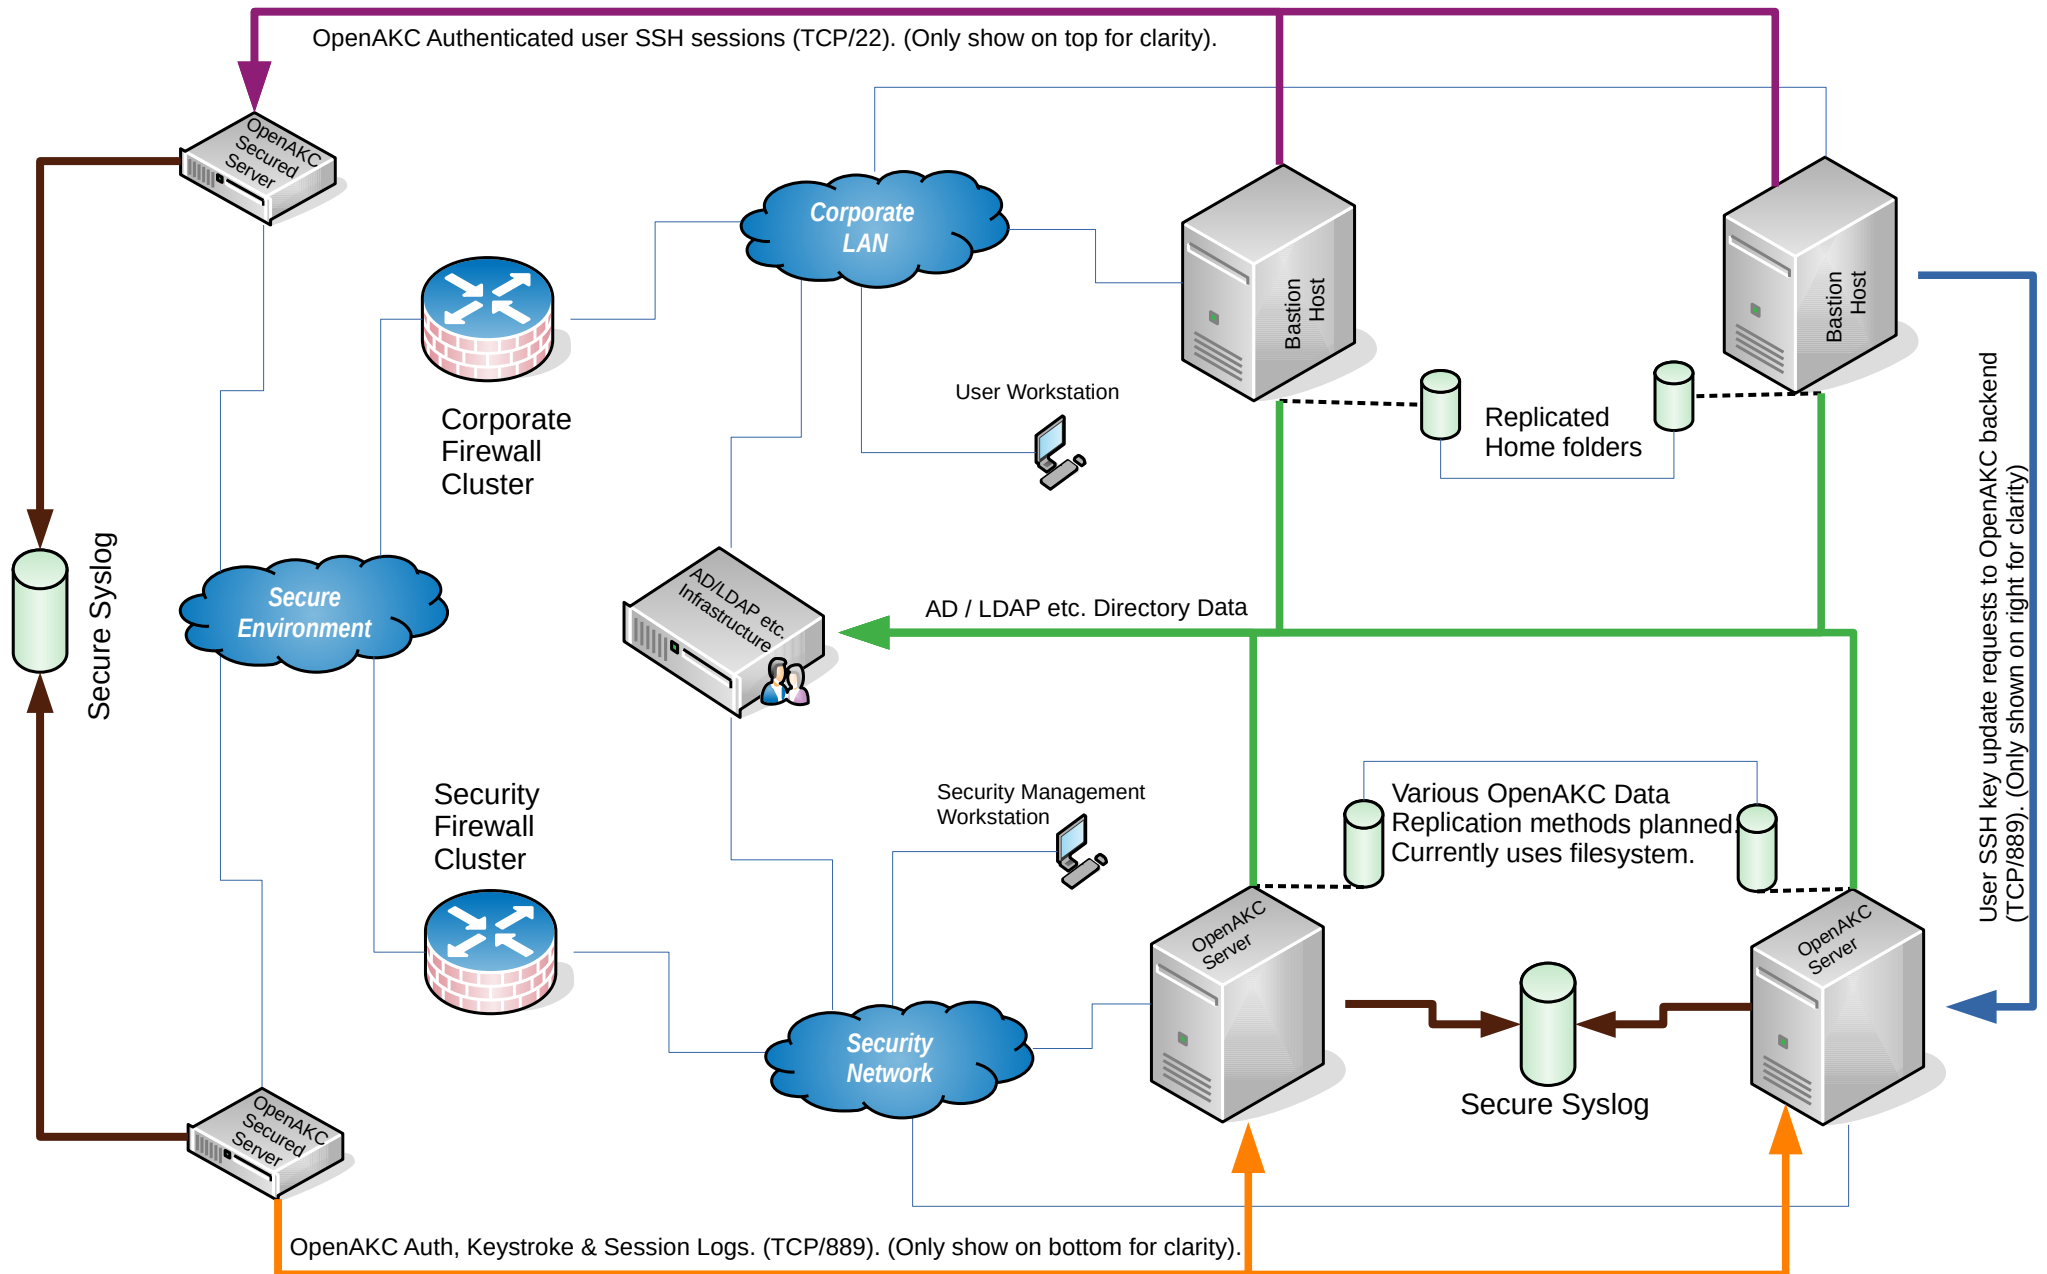 OpenAKC Authenticated user SSH sessions (TCP/22). (Only show on top for clarity).
OpenAKC
Secured
Server
Corporate
LAN
Bastion
Host
Bastion
Host
Corporate
Firewall
Cluster
User Workstation
Replicated
Home folders
User SSH key update requests to OpenAKC backend
(TCP/889). (Only shown on right for clarity)
Secure Syslog
Secure
Environment
AD/LDAP etc.
Infrastructure
AD / LDAP etc. Directory Data
Security
Firewall
Cluster
Security Management
Workstation
Various OpenAKC Data
Replication methods planned.
Currently uses filesystem.
OpenAKC
Server
OpenAKC
Server
Security
Network
Secure Syslog
OpenAKC
Secured
Server
OpenAKC Auth, Keystroke & Session Logs. (TCP/889). (Only show on bottom for clarity).